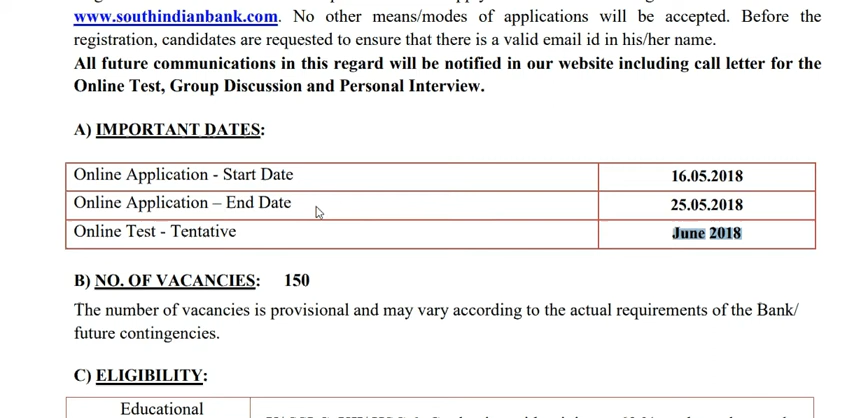 www.southindianbank.com. No other means/modes of applications will be accepted. Before the
registration, candidates are requested to ensure that there is a valid email id in his/her name.
All future communications in this regard will be notified in our website including call letter for the
Online Test, Group Discussion and Personal Interview.
A) IMPORTANT DATES:
Online Application - Start Date 16.05.2018
Online Application – End Date 25.05.2018
Online Test - Tentative June 2018
B) NO. OF VACANCIES: 150
The number of vacancies is provisional and may vary according to the actual requirements of the Bank/
future contingencies.
C) ELIGIBILITY:
Educational